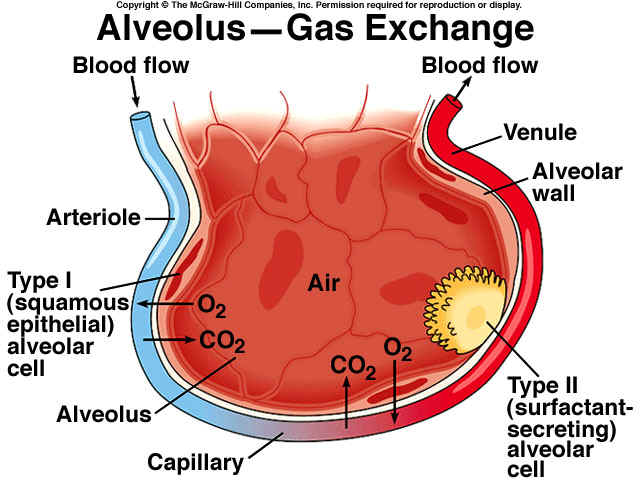 Copyright © The McGraw-Hill Companies, Inc. Permission required for reproduction or display.
Alveolus—Gas Exchange
Blood flow
Blood flow
Venule
Alveolar
wall
Arteriole
Type I
(squamous
epithelial)
alveolar
cell
Air
O2
CO2
CO2
O2
Alveolus
Capillary
Type II
(surfactant-
secreting)
alveolar
cell